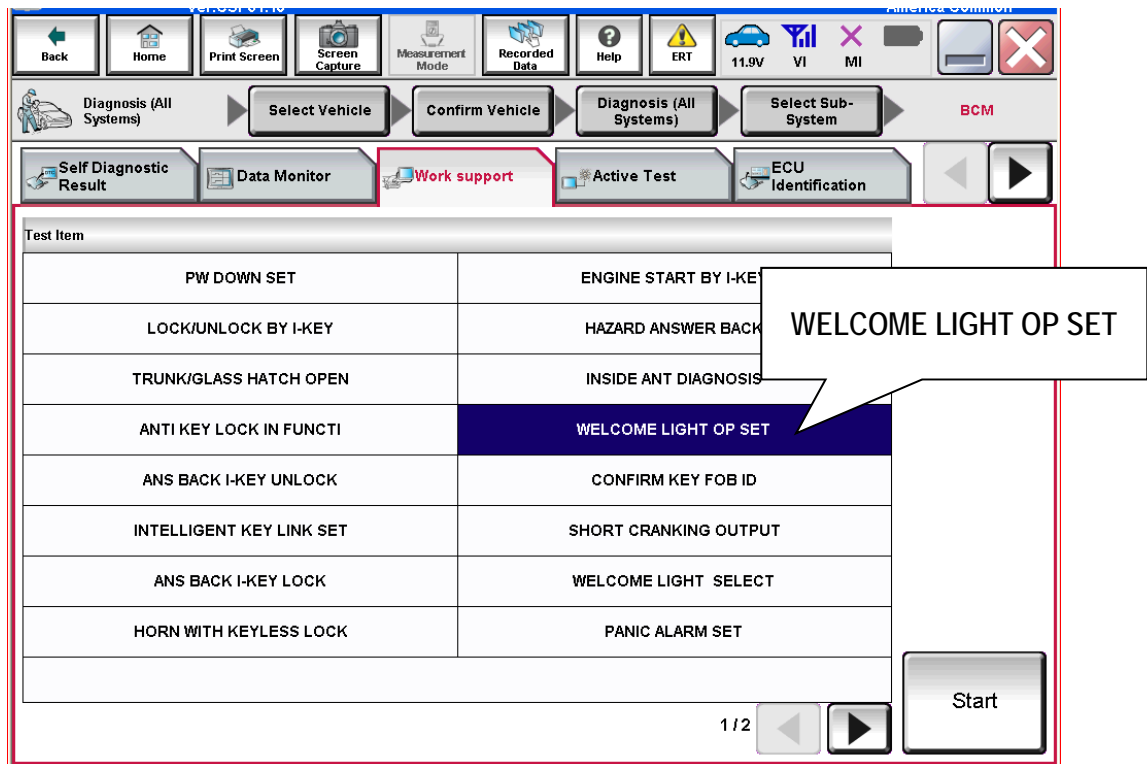 Back
Home
Print Screen
Screen
Capture
Measurement
Mode
Recorded
Data
Help
ERT
11.9V
VI
MI
Diagnosis (All
Systems)
Select Vehicle
Confirm Vehicle
Diagnosis (All
Systems)
Select Sub-
System
BCM
Self Diagnostic
Result
Data Monitor
Work support
Active Test
ECU
Identification
Test Item
PW DOWN SET
ENGINE START BY I-KE
LOCK/UNLOCK BY I-KEY
HAZARD ANSWER BACK
TRUNK/GLASS HATCH OPEN
INSIDE ANT DIAGNOSIS
ANTI KEY LOCK IN FUNCTI
WELCOME LIGHT OP SET
ANS BACK I-KEY UNLOCK
CONFIRM KEY FOB ID
INTELLIGENT KEY LINK SET
SHORT CRANKING OUTPUT
ANS BACK I-KEY LOCK
WELCOME LIGHT SELECT
HORN WITH KEYLESS LOCK
PANIC ALARM SET
WELCOME LIGHT OP SET
Start
1/2